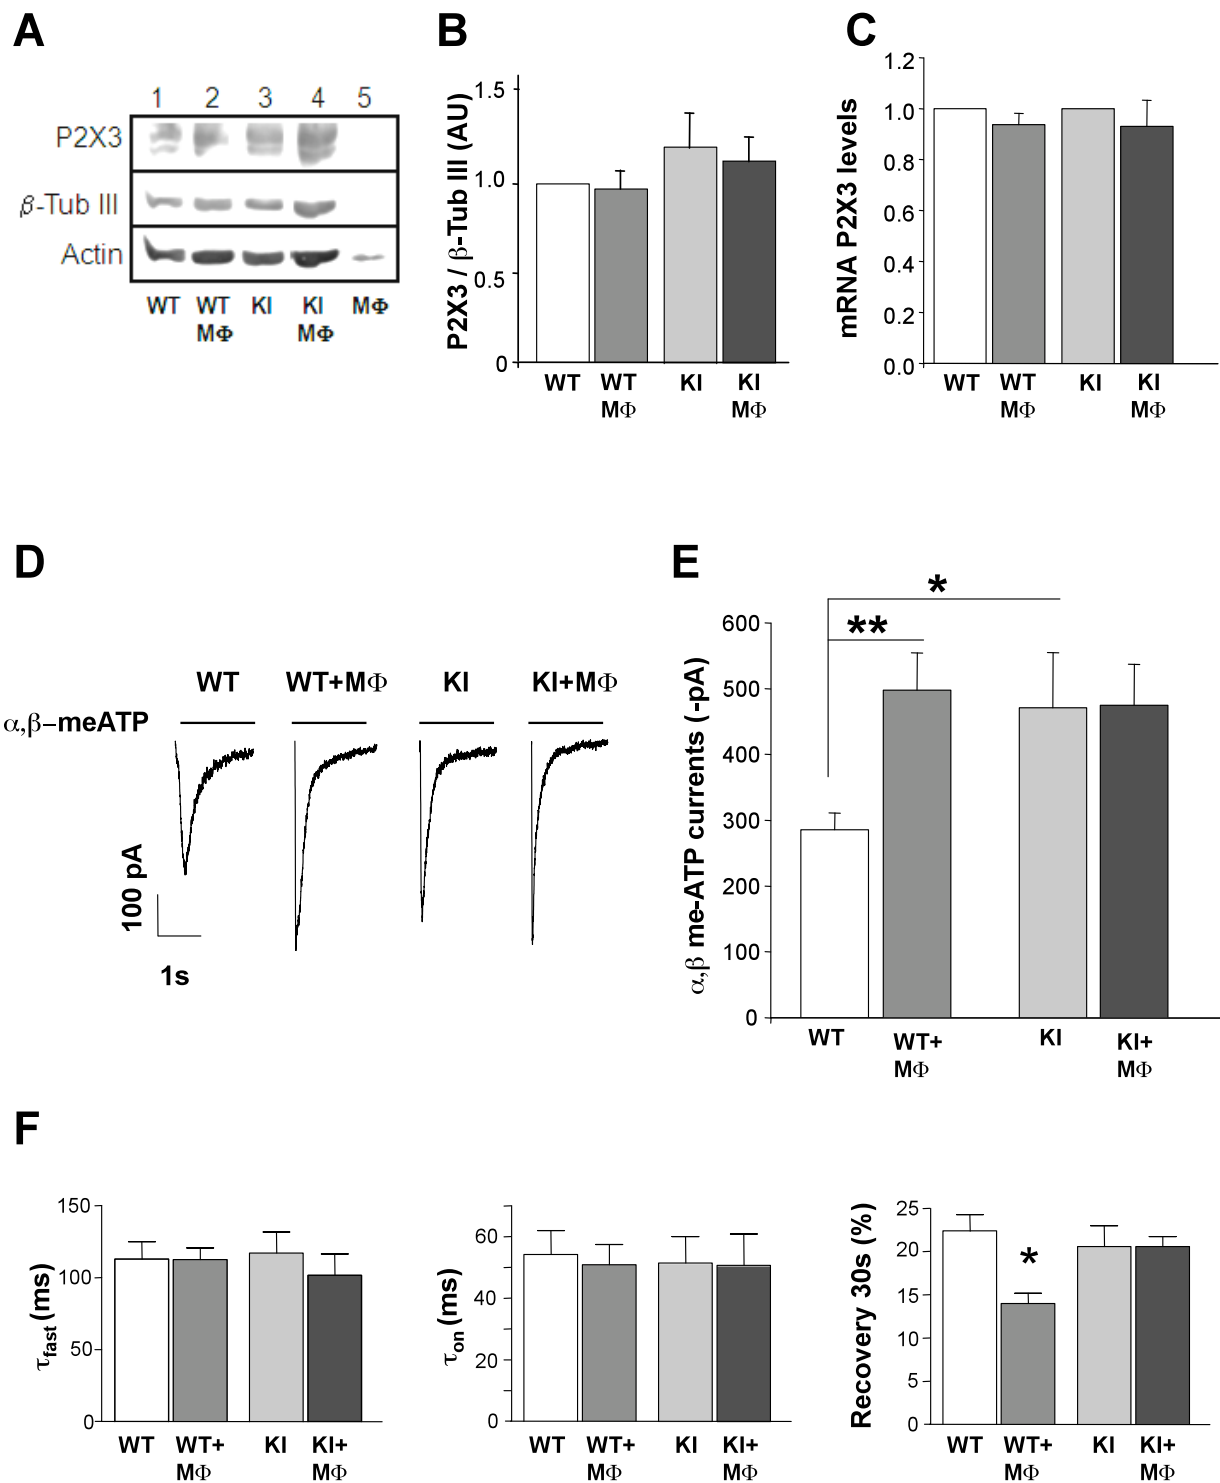 A
1 2 3 4 5
P2X3
β-Tub III
Actin
WT WT KI KI MΦ
MΦ MΦ
B
P2X3 / β-Tub III (AU)
1.5
1.0
0.5
0
WT WT KI KI
MΦ MΦ
C
mRNA P2X3 levels
1.2
1.0
0.8
0.6
0.4
0.2
0.0
WT WT KI KI
MΦ MΦ
D
WT WT+MΦ KI KI+MΦ
α,β–meATP
100 pA
1s
E
α,β me-ATP currents (-pA)
*
**
600
500
400
300
200
100
0
WT WT+ KI KI+
MΦ MΦ
F
τfast (ms)
150
100
50
0
WT WT+ KI KI+
MΦ MΦ
τon (ms)
60
40
20
0
WT WT+ KI KI+
MΦ MΦ
Recovery 30s (%)
25
20
15
10
5
0
*
WT WT+ KI KI+
MΦ MΦ